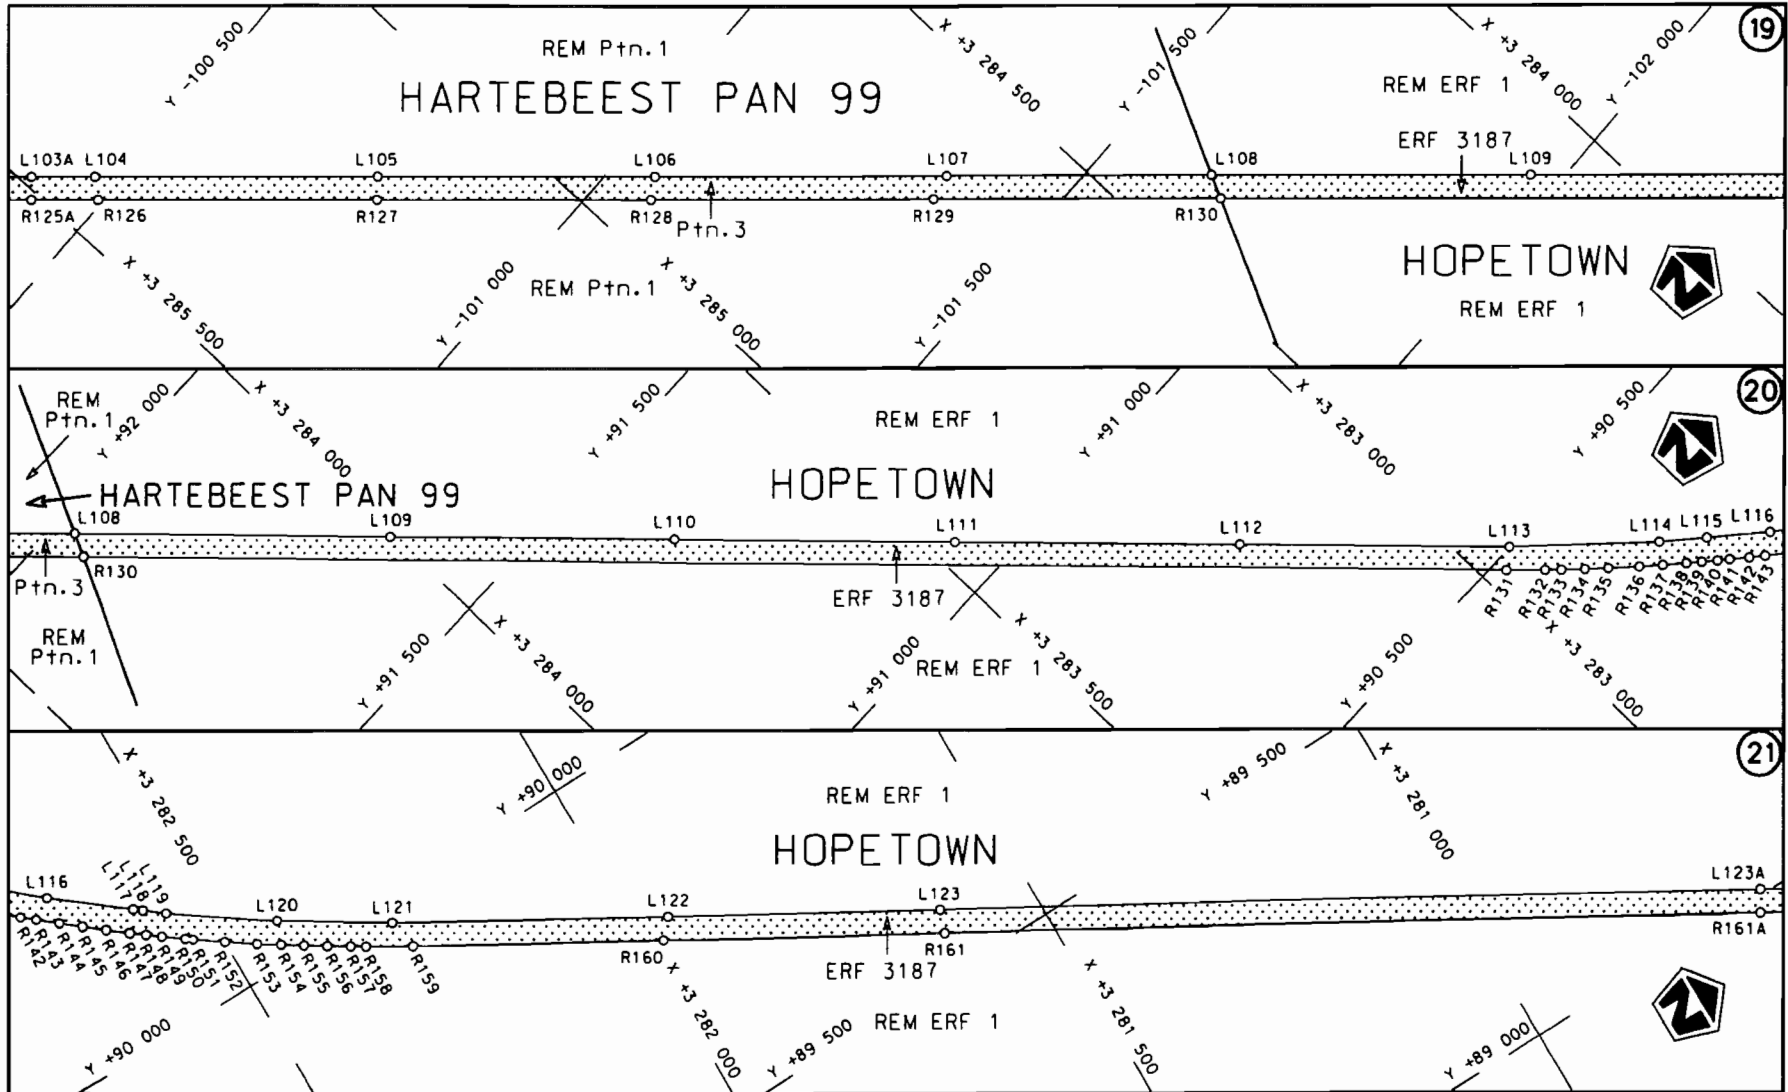 19
Y -100 500
REM Ptn.1
X +3 284 500
Y -101 500
X +3 284 000
Y -102 000
HARTEBEEST PAN 99
REM ERF 1
ERF 3187
L103A L104 L105 L106 L107 L108 L109
R125A R126 R127 R128 R129 R130
Ptn.3
X +3 285 500
Y -101 000
REM Ptn.1
X +3 285 000
Y -101 500
HOPETOWN
REM ERF 1
20
REM
Ptn.1
Y +92 000
X +3 284 000
Y +91 500
REM ERF 1
Y +91 000
X +3 283 000
Y +90 500
HARTEBEEST PAN 99
HOPETOWN
L108 L109 L110 L111 L112 L113 L114 L115 L116
R130 R131 R132 R133 R134 R135 R136 R137 R138 R139 R140 R141 R142 R143
Ptn.3
ERF 3187
REM
Ptn.1
Y +91 500
X +3 284 000
Y +91 000
REM ERF 1
X +3 283 500
Y +90 500
X +3 283 000
21
X +3 282 500
Y +90 000
REM ERF 1
Y +89 500
X +3 281 000
HOPETOWN
L116 L117 L118 L119 L120 L121 L122 L123 L123A
R142 R143 R144 R145 R146 R147 R148 R149 R150 R151 R152 R153 R154 R155 R156 R157 R158 R159 R160 R161 R161A
ERF 3187
Y +90 000
X +3 282 000
Y +89 500
REM ERF 1
X +3 281 500
Y +89 000